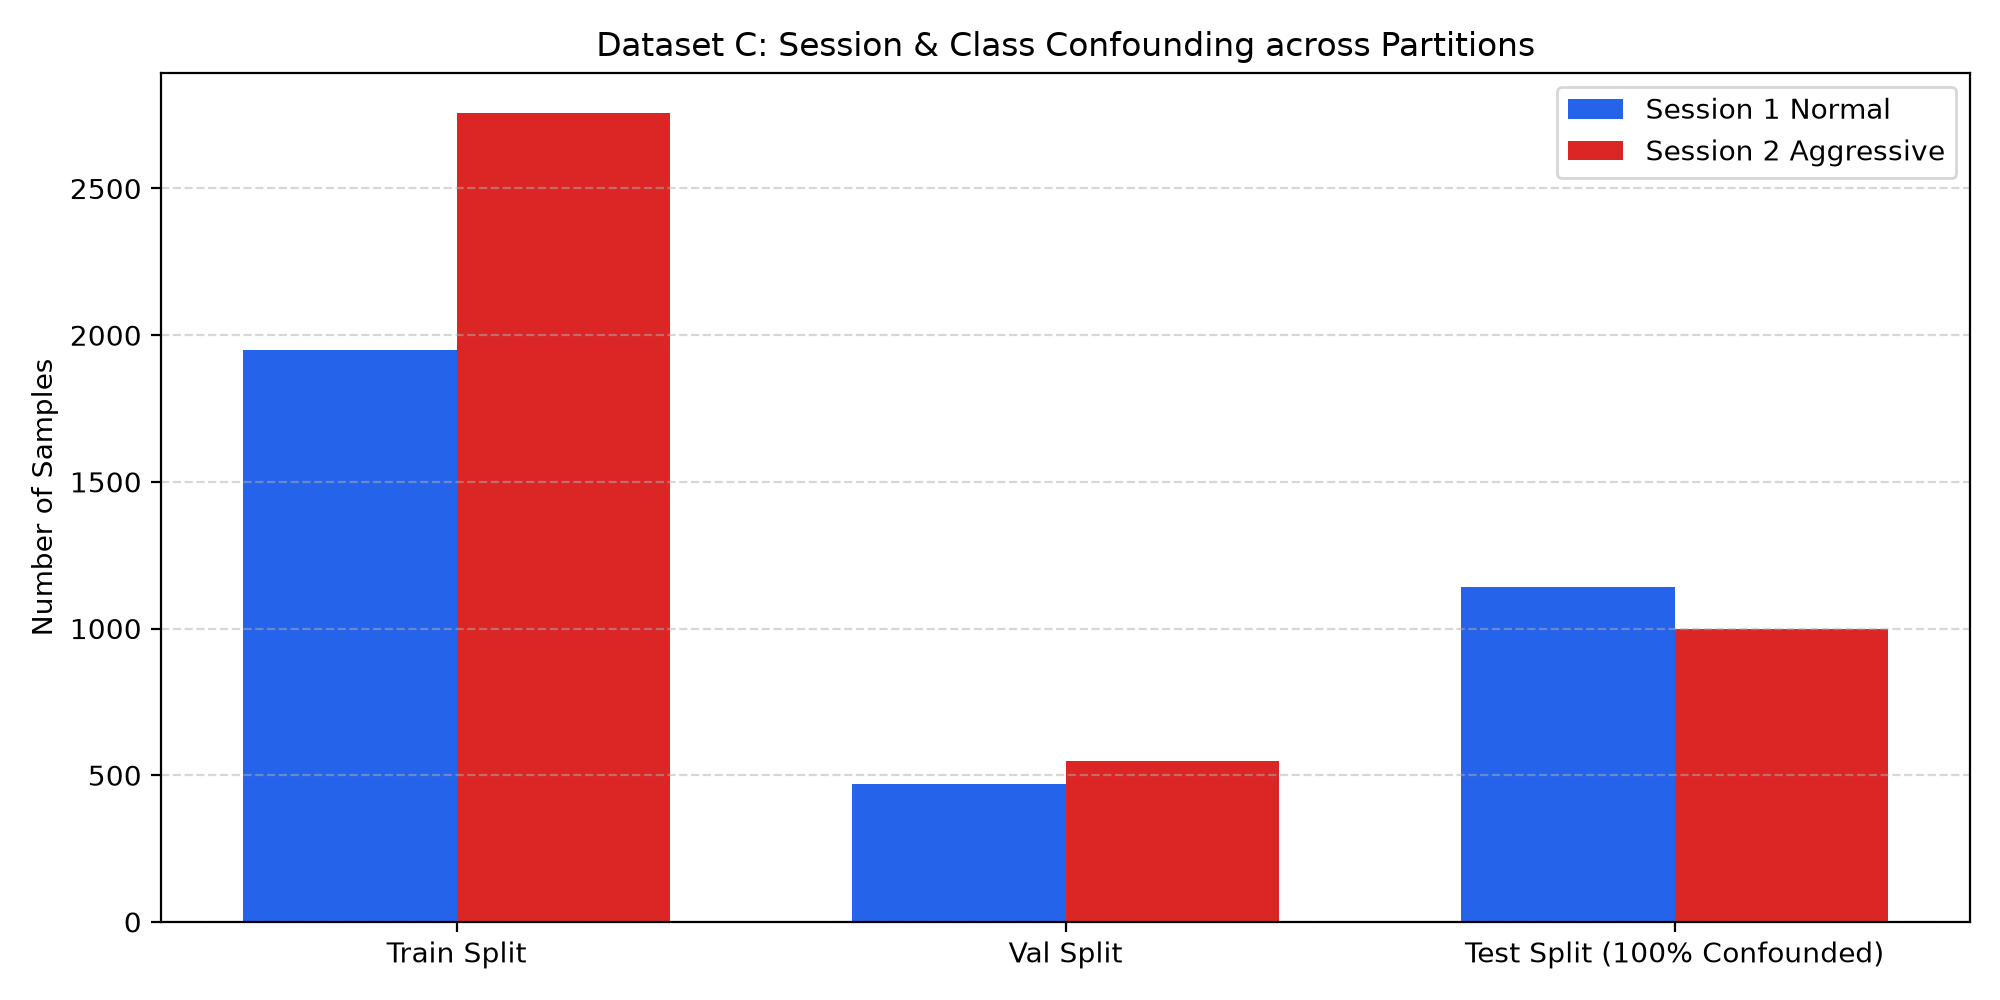 Dataset C: Session & Class Confounding across Partitions
Session 1 Normal
Session 2 Aggressive
Number of Samples
2500
2000
1500
1000
500
0
Train Split
Val Split
Test Split (100% Confounded)